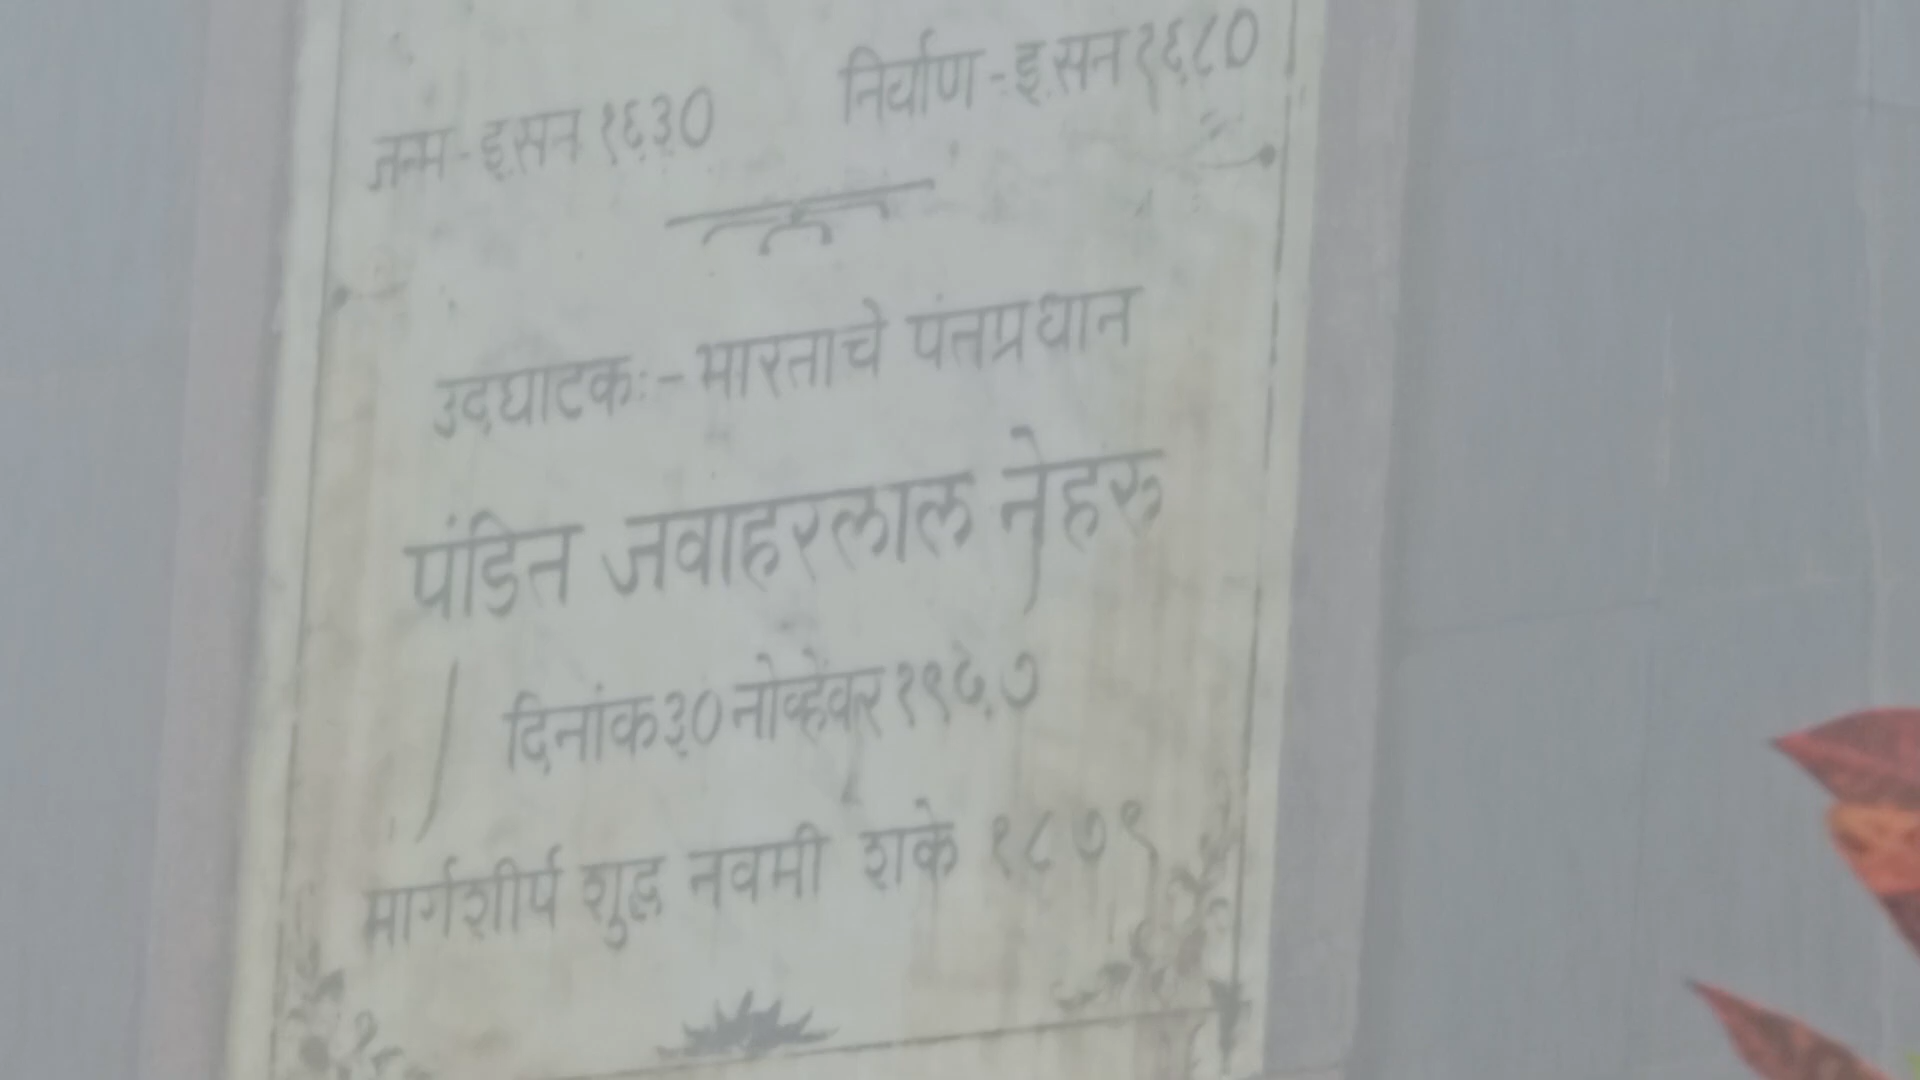 जन्म - इ.सन १६३० निर्वाण - इ.सन १६८०
उदघाटक:- भारताचे पंतप्रधान
पंडित जवाहरलाल नेहरु
दिनांक ३० नोव्हेंबर १९५७
मार्गशीर्ष शुद्ध नवमी शके १८७९